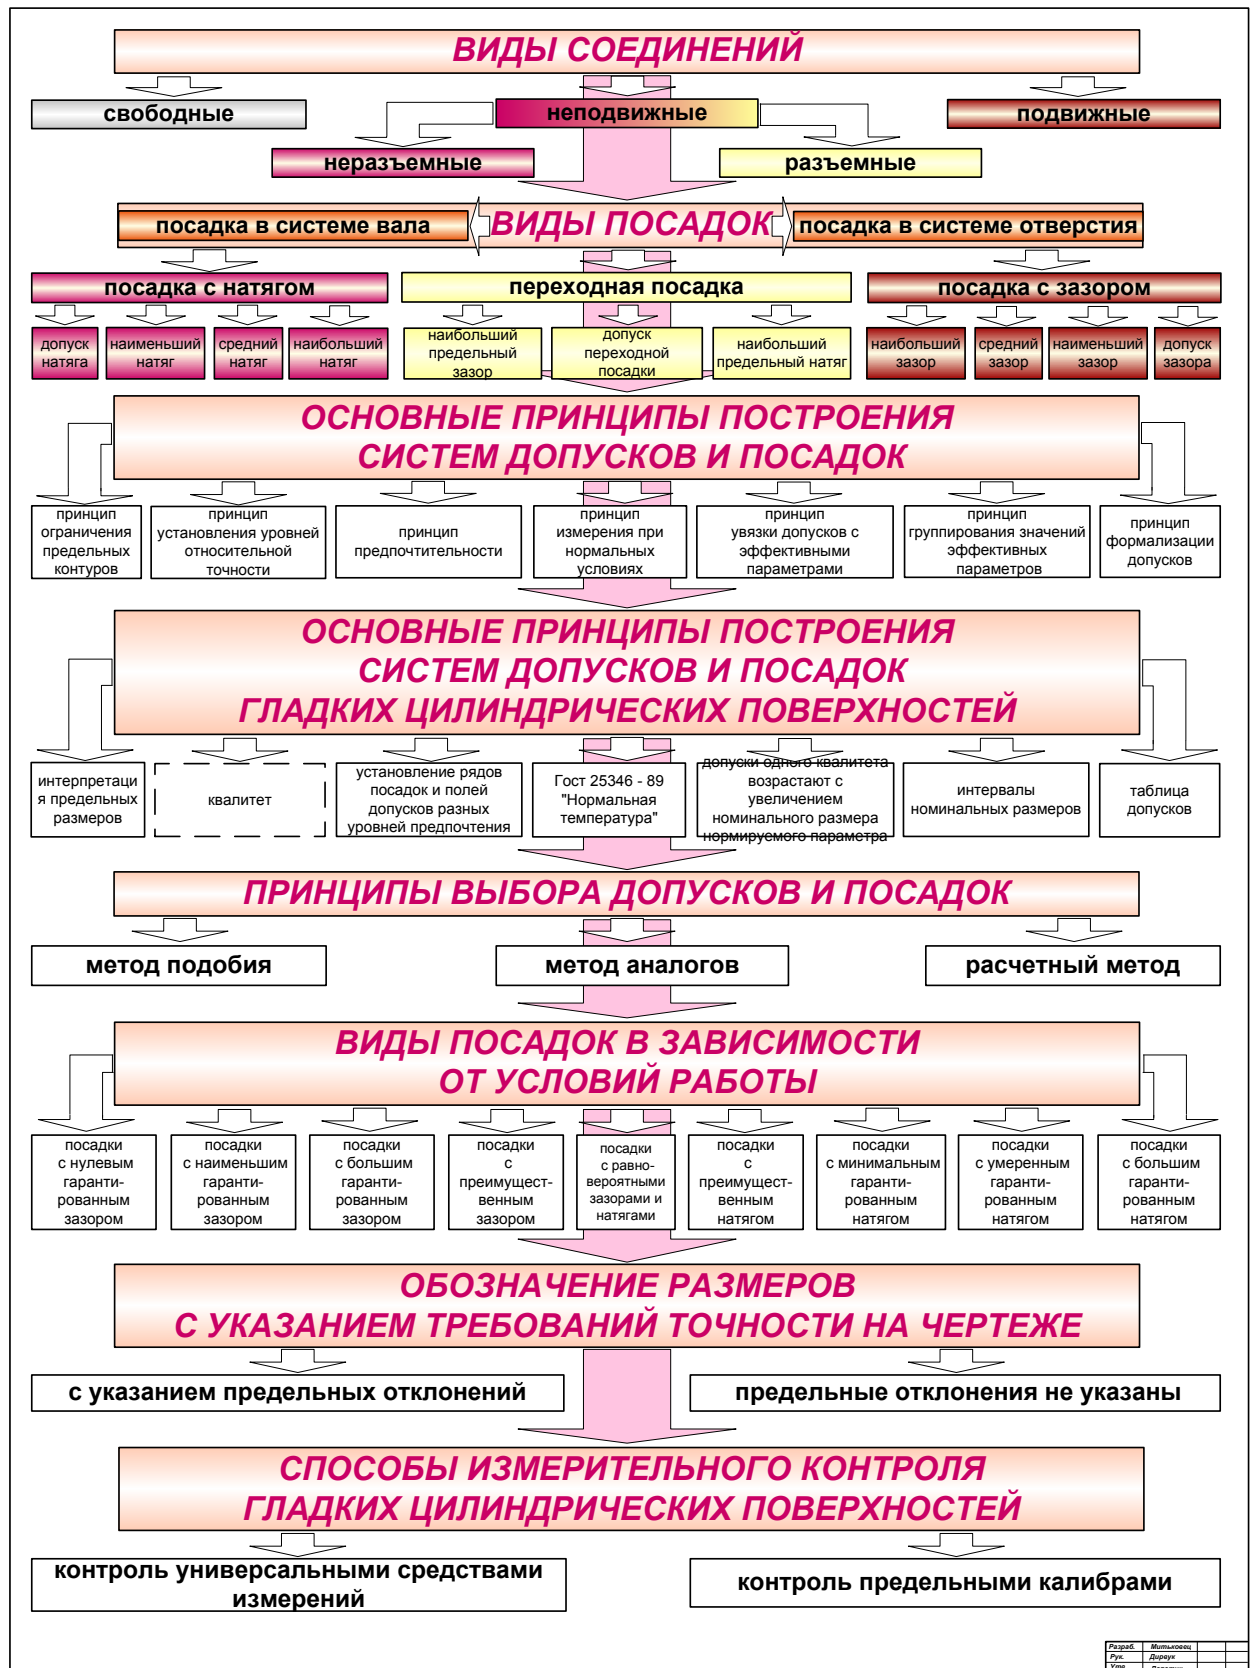 ВИДЫ СОЕДИНЕНИЙ
свободные
неподвижные
подвижные
неразъемные
разъемные
посадка в системе вала
ВИДЫ ПОСАДОК
посадка в системе отверстия
посадка с натягом
переходная посадка
посадка с зазором
допуск
натяга
наименьший
натяг
средний
натяг
наибольший
натяг
наибольший
предельный
зазор
допуск
переходной
посадки
наибольший
предельный натяг
наибольший
зазор
средний
зазор
наименьший
зазор
допуск
зазора
ОСНОВНЫЕ ПРИНЦИПЫ ПОСТРОЕНИЯ
СИСТЕМ ДОПУСКОВ И ПОСАДОК
принцип
ограничения
предельных
контуров
принцип
установления уровней
относительной
точности
принцип
предпочтительности
принцип
измерения при
нормальных
условиях
принцип
увязки допусков с
эффективными
параметрами
принцип
группирования значений
эффективных
параметров
принцип
формализации
допусков
ОСНОВНЫЕ ПРИНЦИПЫ ПОСТРОЕНИЯ
СИСТЕМ ДОПУСКОВ И ПОСАДОК
ГЛАДКИХ ЦИЛИНДРИЧЕСКИХ ПОВЕРХНОСТЕЙ
интерпретаци
я предельных
размеров
квалитет
установление рядов
посадок и полей
допусков разных
уровней предпочтения
Гост 25346 - 89
"Нормальная
температура"
допуски одного квалитета
возрастают с
увеличением
номинального размера
нормируемого параметра
интервалы
номинальных размеров
таблица
допусков
ПРИНЦИПЫ ВЫБОРА ДОПУСКОВ И ПОСАДОК
метод подобия
метод аналогов
расчетный метод
ВИДЫ ПОСАДОК В ЗАВИСИМОСТИ
ОТ УСЛОВИЙ РАБОТЫ
посадки
с нулевым
гаранти-
рованным
зазором
посадки
с наименьшим
гаранти-
рованным
зазором
посадки
с большим
гаранти-
рованным
зазором
посадки
с
преимущест-
венным
зазором
посадки
с равно-
вероятными
зазорами и
натягами
посадки
с
преимущест-
венным
натягом
посадки
с минимальным
гаранти-
рованным
натягом
посадки
с умеренным
гаранти-
рованным
натягом
посадки
с большим
гаранти-
рованным
натягом
ОБОЗНАЧЕНИЕ РАЗМЕРОВ
С УКАЗАНИЕМ ТРЕБОВАНИЙ ТОЧНОСТИ НА ЧЕРТЕЖЕ
с указанием предельных отклонений
предельные отклонения не указаны
СПОСОБЫ ИЗМЕРИТЕЛЬНОГО КОНТРОЛЯ
ГЛАДКИХ ЦИЛИНДРИЧЕСКИХ ПОВЕРХНОСТЕЙ
контроль универсальными средствами
измерений
контроль предельными калибрами
Разраб. Митьковец
Рук. Дирвук